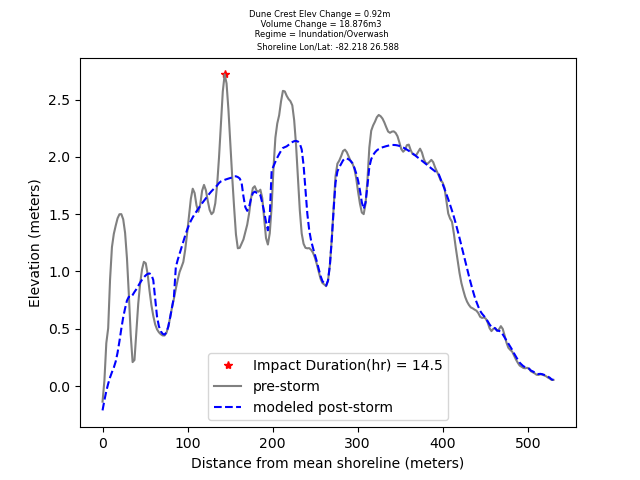 Dune Crest Elev Change = 0.92m
Volume Change = 18.876m3
Regime = Inundation/Overwash
Shoreline Lon/Lat: -82.218 26.588
2.5
2.0
1.5
1.0
0.5
0.0
Elevation (meters)
Impact Duration(hr) = 14.5
pre-storm
modeled post-storm
0 100 200 300 400 500
Distance from mean shoreline (meters)